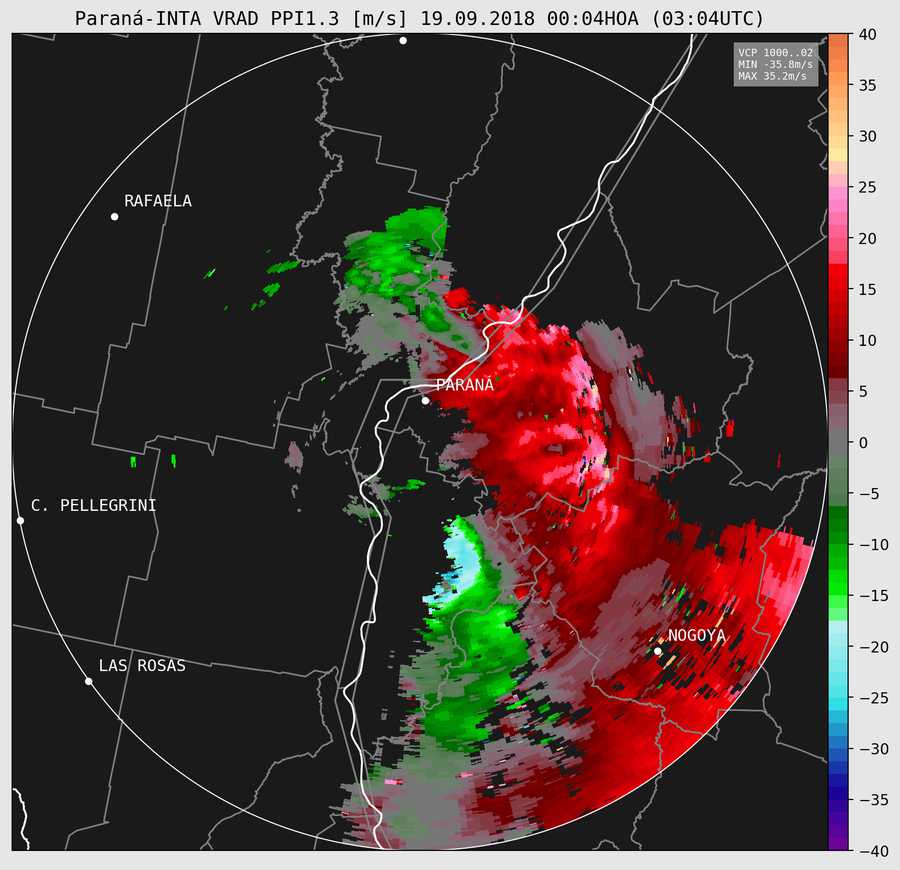 Paraná-INTA VRAD PPI1.3 [m/s] 19.09.2018 00:04HOA (03:04UTC)
VCP 1000..02
MIN -35.8m/s
MAX 35.2m/s
RAFAELA
PARANÁ
C. PELLEGRINI
NOGOYA
LAS ROSAS
40
35
30
25
20
15
10
5
0
−5
−10
−15
−20
−25
−30
−35
−40